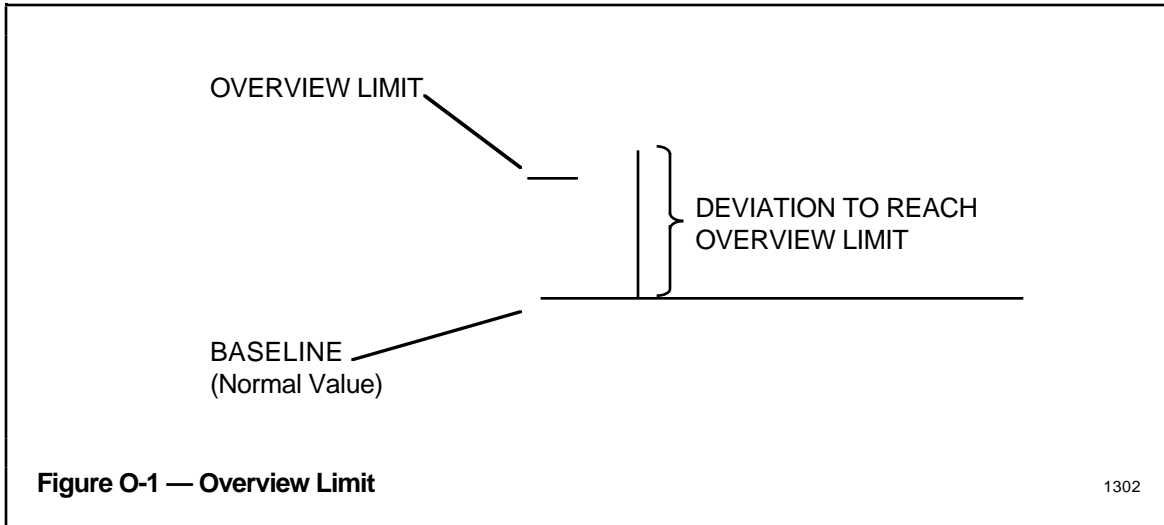 OVERVIEW LIMIT
DEVIATION TO REACH
OVERVIEW LIMIT
BASELINE
(Normal Value)
Figure O-1 — Overview Limit
1302